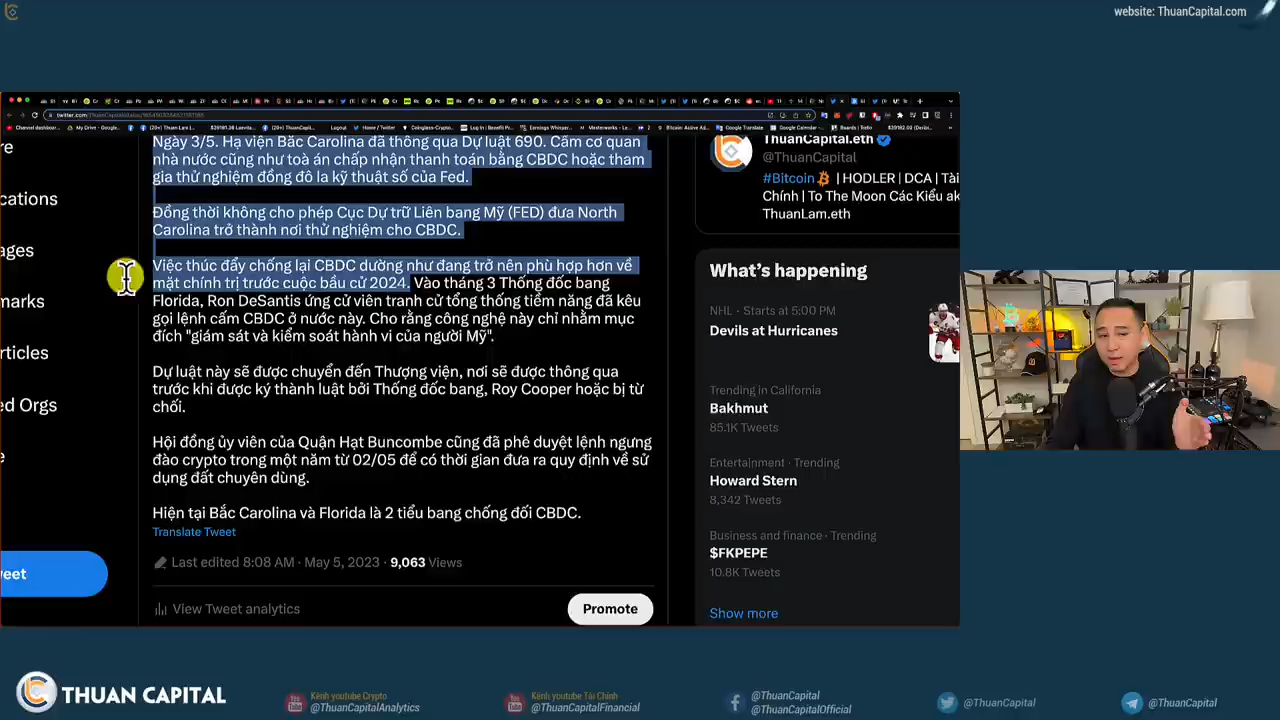 website: ThuanCapital.com
Ngày 3/5. Hạ viện Bắc Carolina đã thông qua Dự luật 690. Cấm cơ quan
nhà nước cũng như toà án chấp nhận thanh toán bằng CBDC hoặc tham
gia thử nghiệm đồng đô la kỹ thuật số của Fed.
Đồng thời không cho phép Cục Dự trữ Liên bang Mỹ (FED) đưa North
Carolina trở thành nơi thử nghiệm cho CBDC.
Việc thúc đẩy chống lại CBDC dường như đang trở nên phù hợp hơn về
mặt chính trị trước cuộc bầu cử 2024. Vào tháng 3 Thống đốc bang
Florida, Ron DeSantis ứng cử viên tranh cử tổng thống tiềm năng đã kêu
gọi lệnh cấm CBDC ở nước này. Cho rằng công nghệ này chỉ nhằm mục
đích "giám sát và kiểm soát hành vi của người Mỹ".
Dự luật này sẽ được chuyển đến Thượng viện, nơi sẽ được thông qua
trước khi được ký thành luật bởi Thống đốc bang, Roy Cooper hoặc bị từ
chối.
Hội đồng ủy viên của Quận Hạt Buncombe cũng đã phê duyệt lệnh ngưng
đào crypto trong một năm từ 02/05 để có thời gian đưa ra quy định về sử
dụng đất chuyên dùng.
Hiện tại Bắc Carolina và Florida là 2 tiểu bang chống đối CBDC.
Translate Tweet
Last edited 8:08 AM · May 5, 2023 · 9,063 Views
View Tweet analytics
Promote
re
cations
ages
marks
rticles
ed Orgs
e
weet
ThuanCapital.eth
@ThuanCapital
#Bitcoin | HODLER | DCA | Tài
Chính | To The Moon Các Kiểu ak
ThuanLam.eth
What's happening
NHL · Starts at 5:00 PM
Devils at Hurricanes
Trending in California
Bakhmut
85.1K Tweets
Entertainment · Trending
Howard Stern
8,342 Tweets
Business and finance · Trending
$FKPEPE
10.8K Tweets
Show more
THUAN CAPITAL
Kênh youtube Crypto
@ThuanCapitalAnalytics
Kênh youtube Tài Chính
@ThuanCapitalFinancial
@ThuanCapital
@ThuanCapitalOfficial
@ThuanCapital
@ThuanCapital